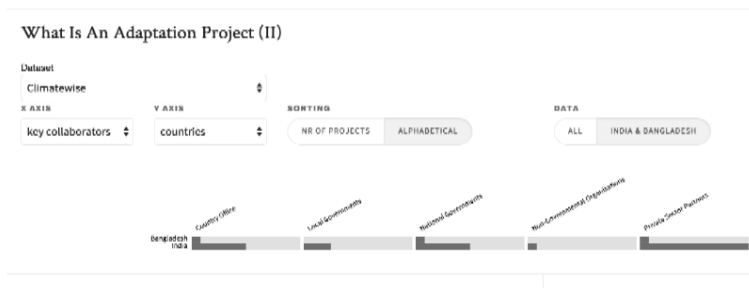 What Is An Adaptation Project (II)
Dataset
Climatewise
X AXIS
Y AXIS
SORTING
DATA
key collaborators
countries
NR OF PROJECTS
ALPHABETICAL
ALL
INDIA & BANGLADESH
Country Office
Local Governments
National Governments
Non-Governmental Organisations
Private Sector Partners
Bangladesh
India